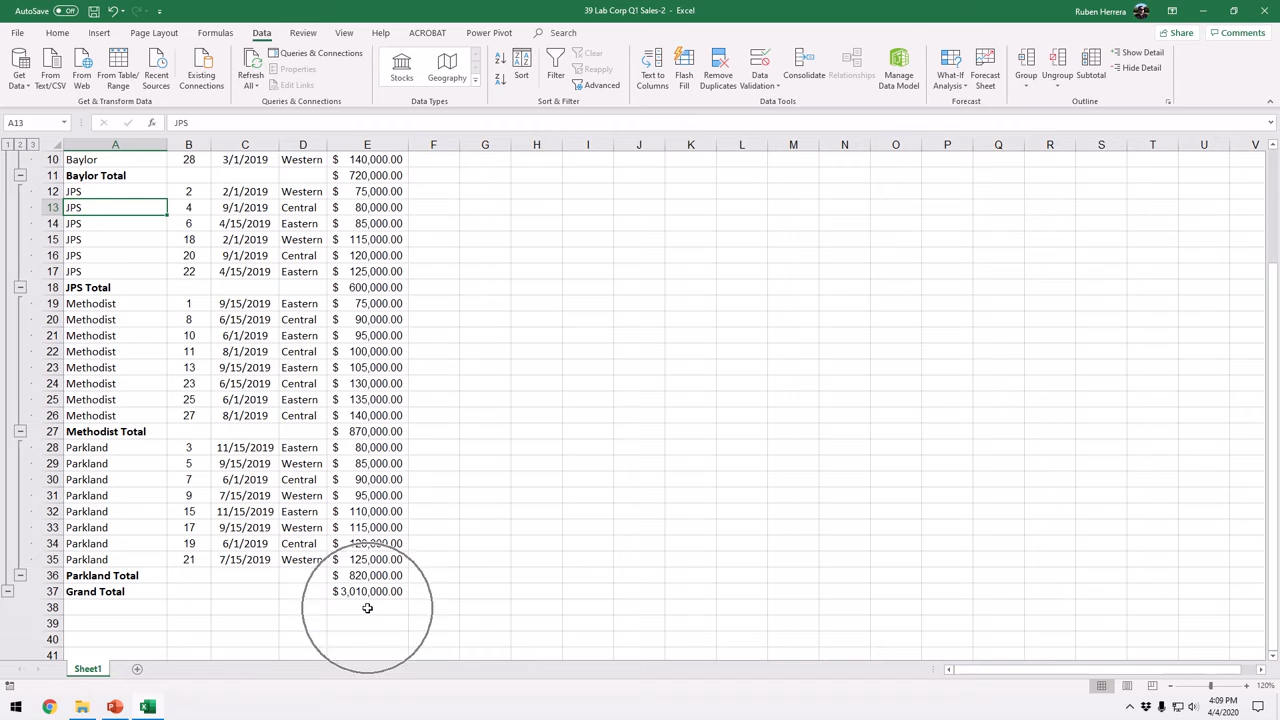 AutoSave Off 39 Lab Corp Q1 Sales-2 - Excel Ruben Herrera
File Home Insert Page Layout Formulas Data Review View Help ACROBAT Power Pivot Search Share Comments
Get Data From Text/CSV From Web From Table/Range Recent Sources Existing Connections Refresh All Queries & Connections Properties Edit Links Stocks Geography Sort Filter Clear Reapply Advanced Text to Columns Flash Fill Remove Duplicates Data Validation Consolidate Relationships Manage Data Model What-If Analysis Forecast Sheet Group Ungroup Subtotal Show Detail Hide Detail
Get & Transform Data Queries & Connections Data Types Sort & Filter Data Tools Forecast Outline
A13 fx JPS
1 2 3 A B C D E F G H I J K L M N O P Q R S T U V
10 Baylor 28 3/1/2019 Western $ 140,000.00
11 Baylor Total $ 720,000.00
12 JPS 2 2/1/2019 Western $ 75,000.00
13 JPS 4 9/1/2019 Central $ 80,000.00
14 JPS 6 4/15/2019 Eastern $ 85,000.00
15 JPS 18 2/1/2019 Western $ 115,000.00
16 JPS 20 9/1/2019 Central $ 120,000.00
17 JPS 22 4/15/2019 Eastern $ 125,000.00
18 JPS Total $ 600,000.00
19 Methodist 1 9/15/2019 Eastern $ 75,000.00
20 Methodist 8 6/15/2019 Central $ 90,000.00
21 Methodist 10 6/1/2019 Eastern $ 95,000.00
22 Methodist 11 8/1/2019 Central $ 100,000.00
23 Methodist 13 9/15/2019 Eastern $ 105,000.00
24 Methodist 23 6/15/2019 Central $ 130,000.00
25 Methodist 25 6/1/2019 Eastern $ 135,000.00
26 Methodist 27 8/1/2019 Central $ 140,000.00
27 Methodist Total $ 870,000.00
28 Parkland 3 11/15/2019 Eastern $ 80,000.00
29 Parkland 5 9/15/2019 Western $ 85,000.00
30 Parkland 7 6/1/2019 Central $ 90,000.00
31 Parkland 9 7/15/2019 Western $ 95,000.00
32 Parkland 15 11/15/2019 Eastern $ 110,000.00
33 Parkland 17 9/15/2019 Western $ 115,000.00
34 Parkland 19 6/1/2019 Central $ 120,000.00
35 Parkland 21 7/15/2019 Western $ 125,000.00
36 Parkland Total $ 820,000.00
37 Grand Total $ 3,010,000.00
38
39
40
41
Sheet1
120%
4:09 PM
4/4/2020